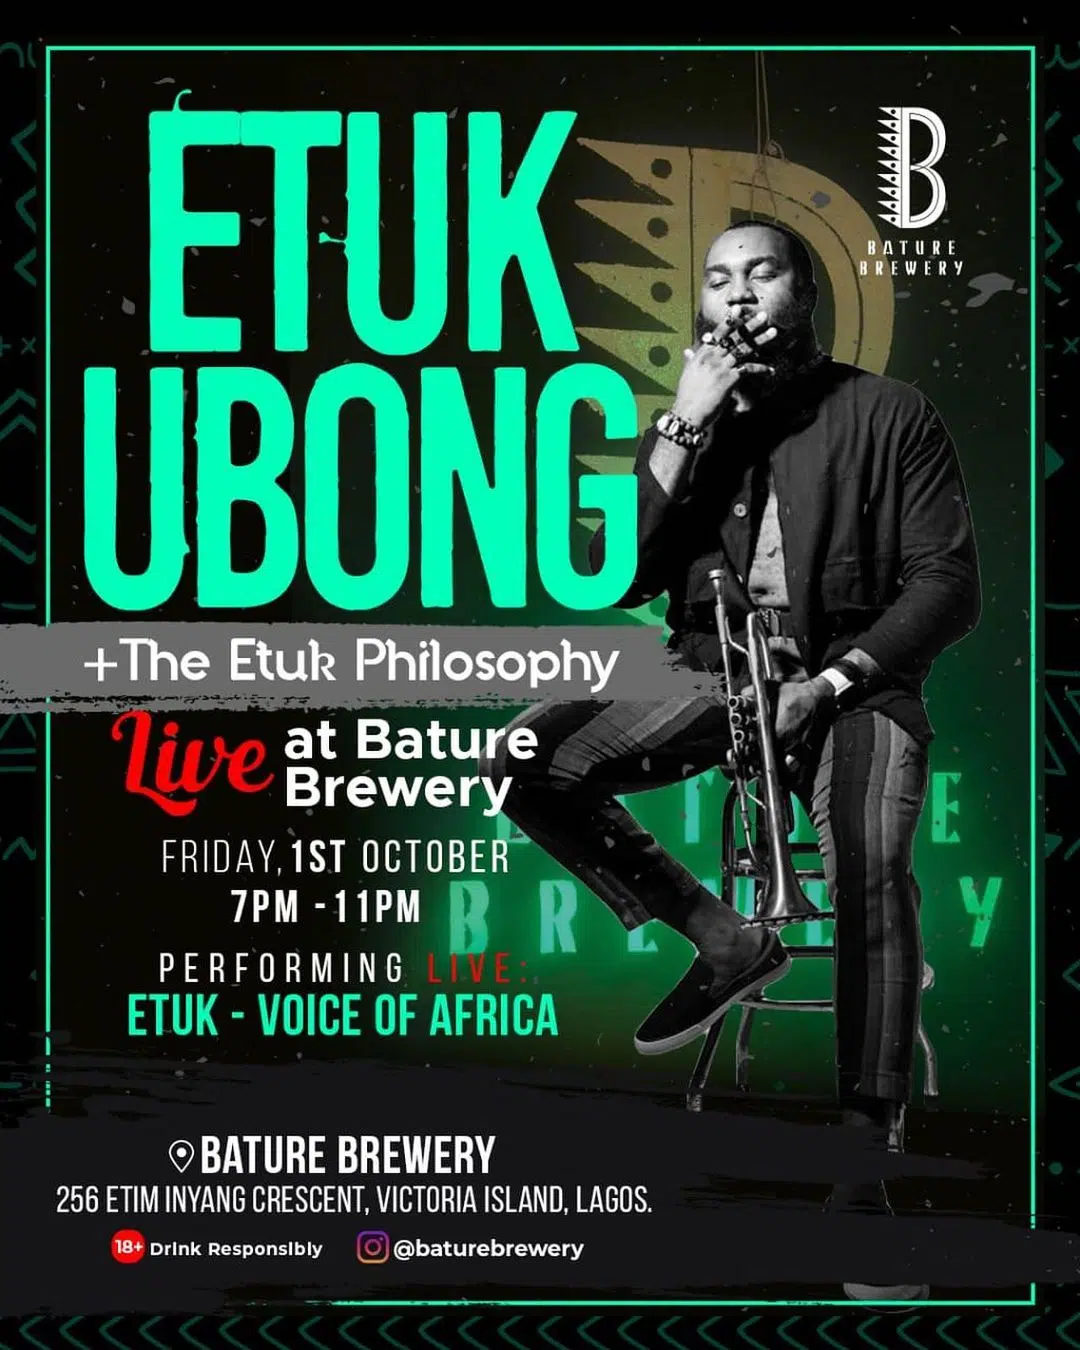 ETUK
UBONG
BATURE
BREWERY
+The Etuk Philosophy
Live at Bature
Brewery
FRIDAY, 1ST OCTOBER
7PM -11PM
PERFORMING LIVE:
ETUK - VOICE OF AFRICA
BREWERY
BATURE BREWERY
256 ETIM INYANG CRESCENT, VICTORIA ISLAND, LAGOS.
18+ Drink Responsibly @baturebrewery